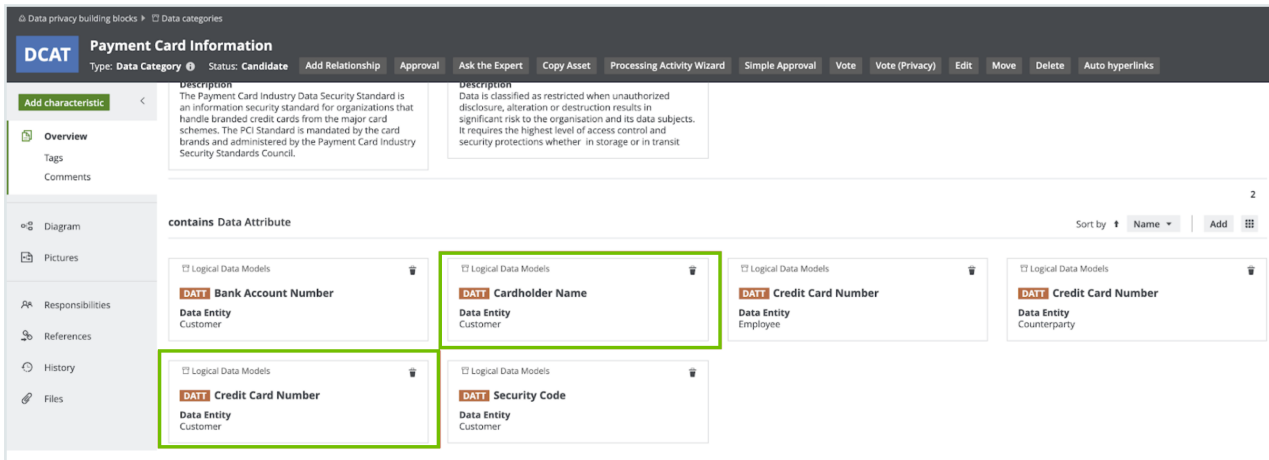 Data privacy building blocks ▸ Data categories
DCAT
Payment Card Information
Type: Data Category Status: Candidate Add Relationship Approval Ask the Expert Copy Asset Processing Activity Wizard Simple Approval Vote Vote (Privacy) Edit Move Delete Auto hyperlinks
Add characteristic
Overview
Tags
Comments
Diagram
Pictures
Responsibilities
References
History
Files
Description
The Payment Card Industry Data Security Standard is
an information security standard for organizations that
handle branded credit cards from the major card
schemes. The PCI Standard is mandated by the card
brands and administered by the Payment Card Industry
Security Standards Council.
Description
Data is classified as restricted when unauthorized
disclosure, alteration or destruction results in
significant risk to the organisation and its data subjects.
It requires the highest level of access control and
security protections whether in storage or in transit
2
contains Data Attribute
Sort by Name Add
Logical Data Models
DATT Bank Account Number
Data Entity
Customer
Logical Data Models
DATT Cardholder Name
Data Entity
Customer
Logical Data Models
DATT Credit Card Number
Data Entity
Employee
Logical Data Models
DATT Credit Card Number
Data Entity
Counterparty
Logical Data Models
DATT Credit Card Number
Data Entity
Customer
Logical Data Models
DATT Security Code
Data Entity
Customer